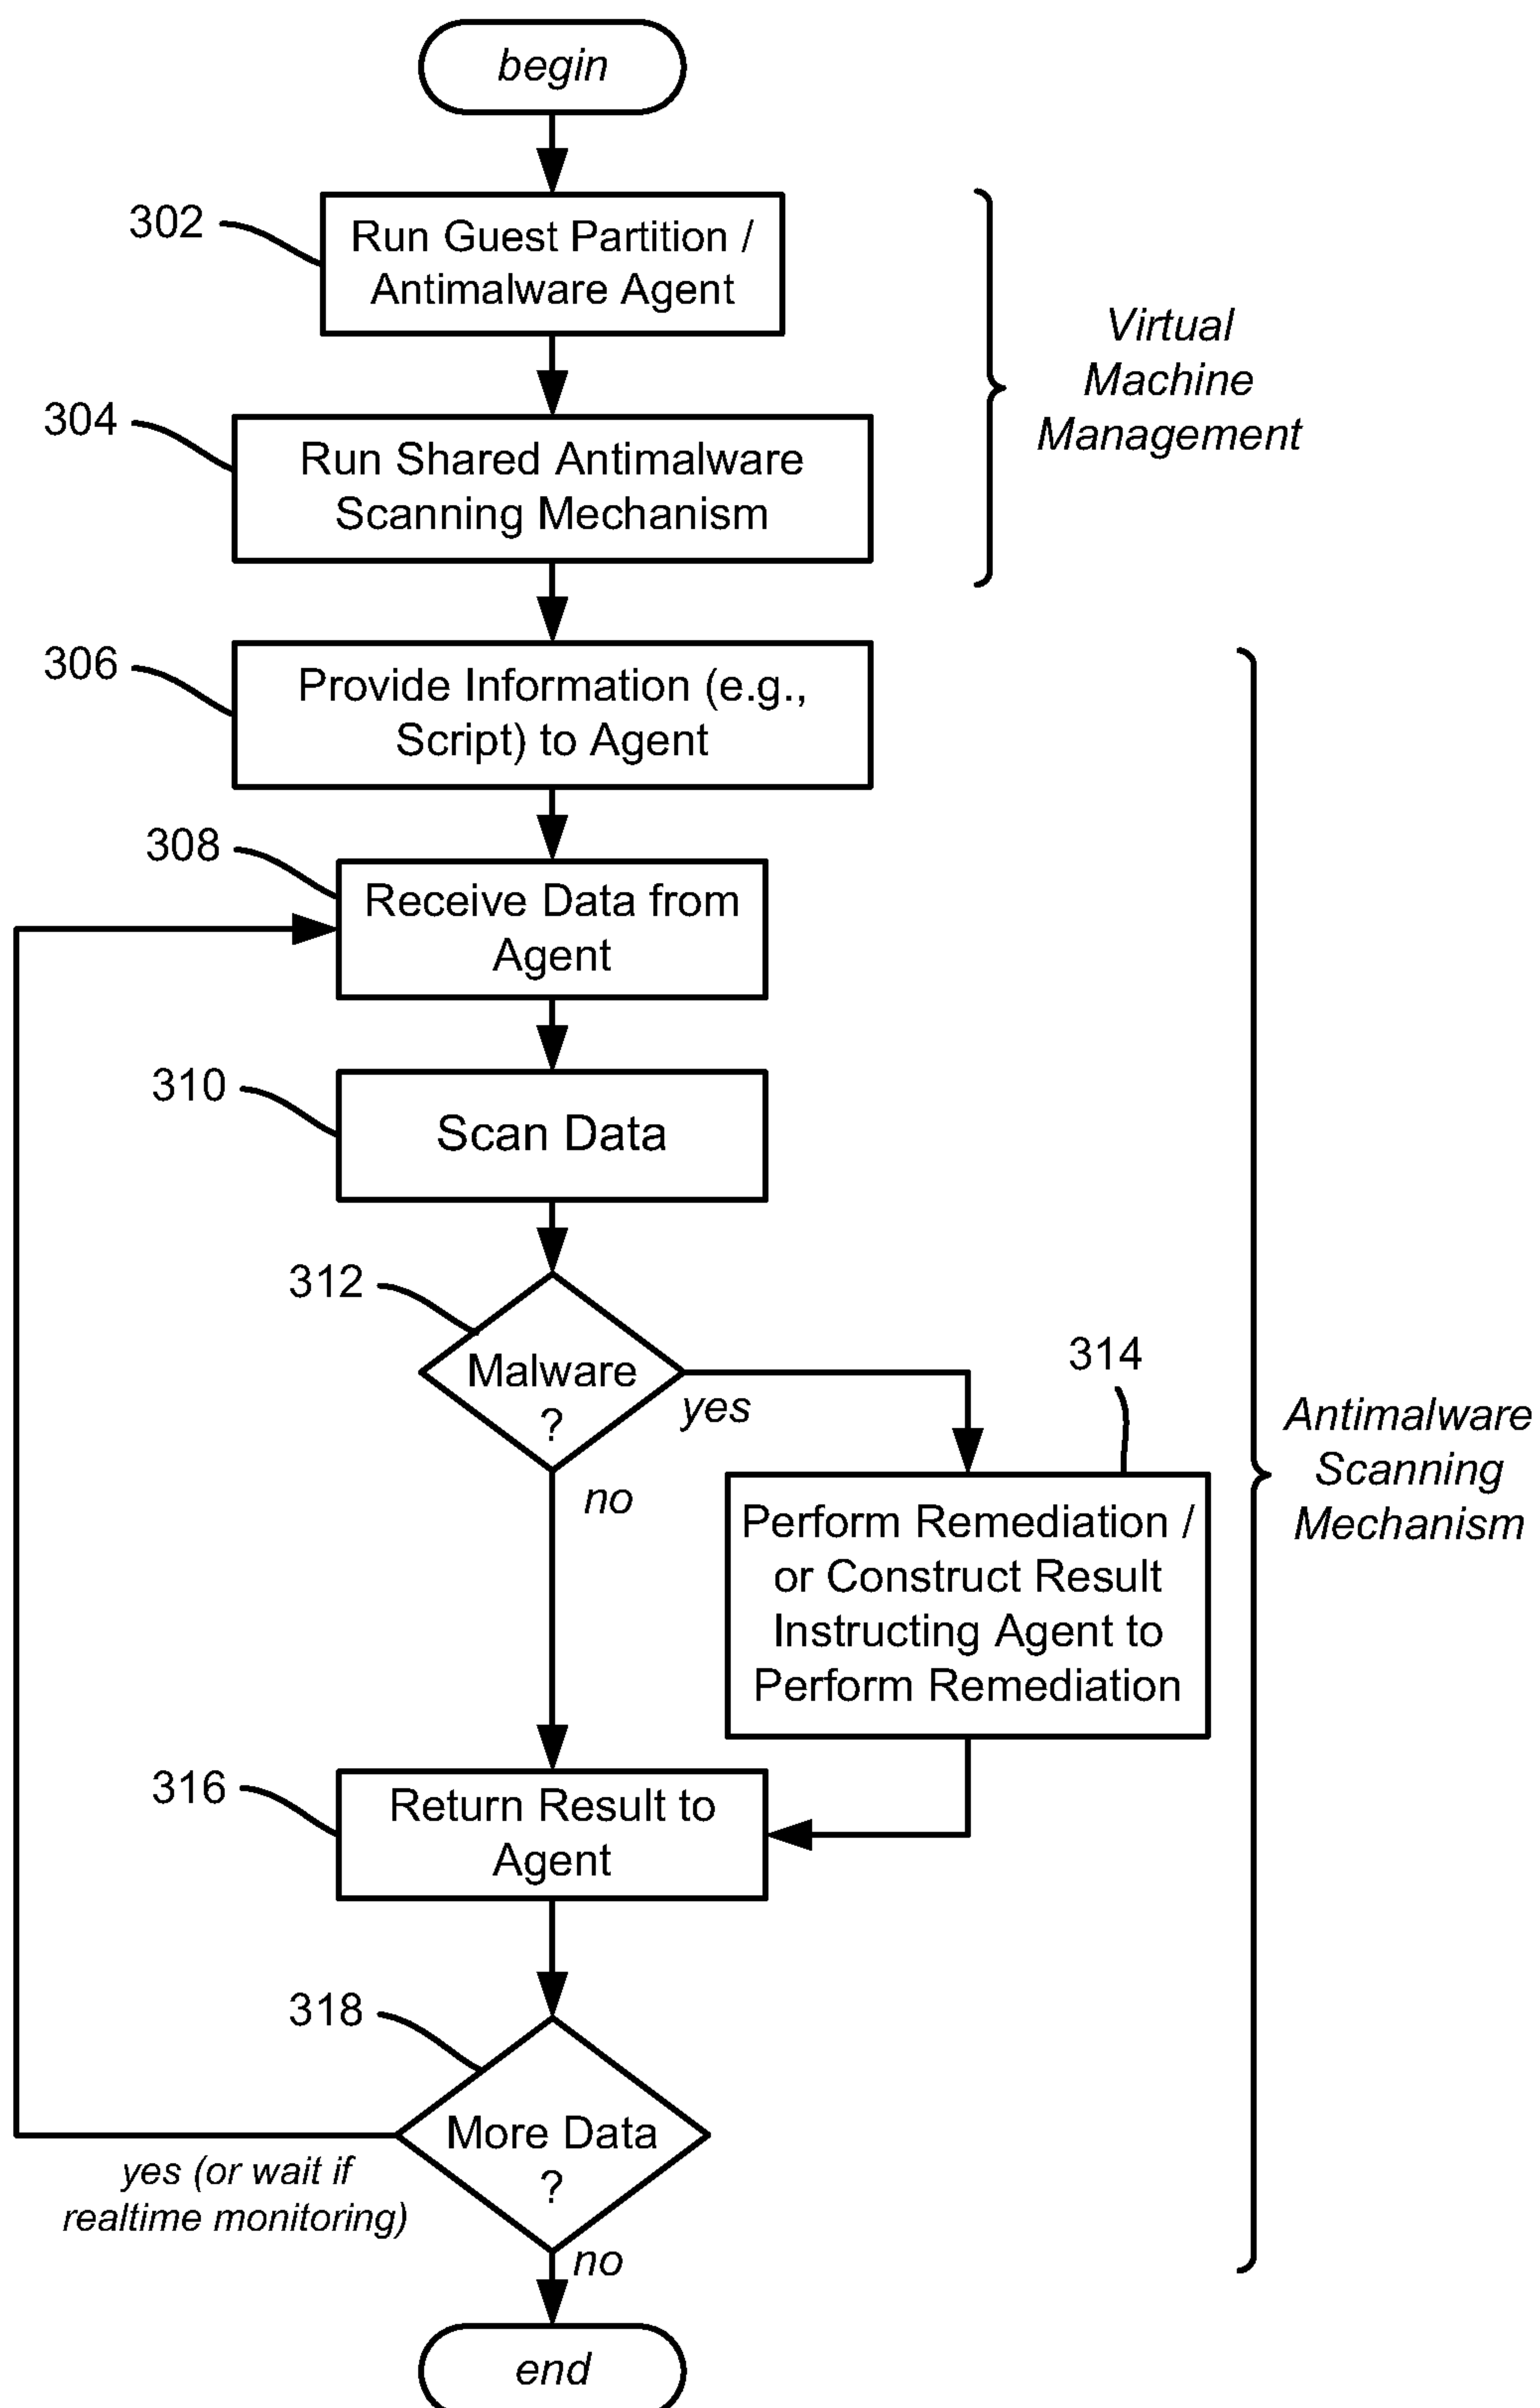 begin
302
Run Guest Partition /
Antimalware Agent
Virtual
Machine
Management
304
Run Shared Antimalware
Scanning Mechanism
306
Provide Information (e.g.,
Script) to Agent
308
Receive Data from
Agent
310
Scan Data
312
Malware
?
yes
no
314
Perform Remediation /
or Construct Result
Instructing Agent to
Perform Remediation
Antimalware
Scanning
Mechanism
316
Return Result to
Agent
318
More Data
?
yes (or wait if
realtime monitoring)
no
end